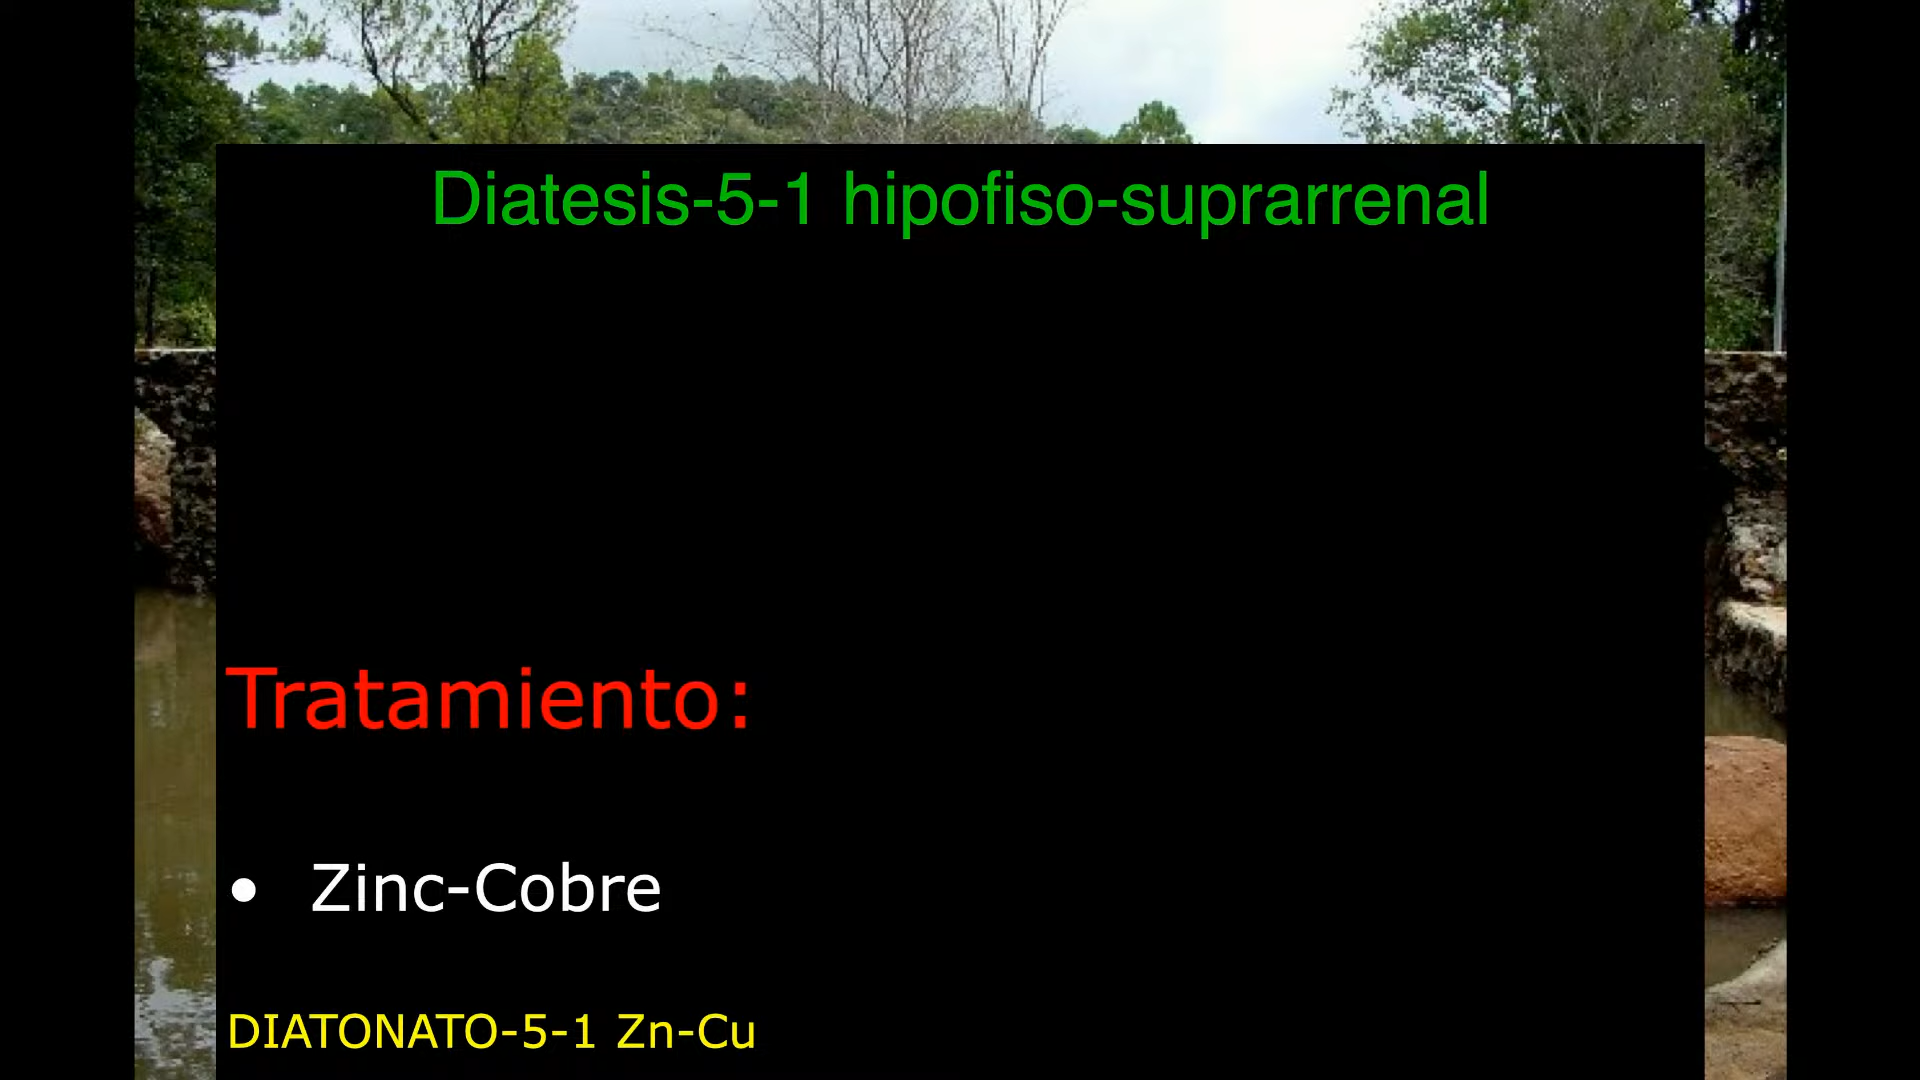 Diatesis-5-1 hipofiso-suprarrenal
Tratamiento:
• Zinc-Cobre
DIATONATO-5-1 Zn-Cu